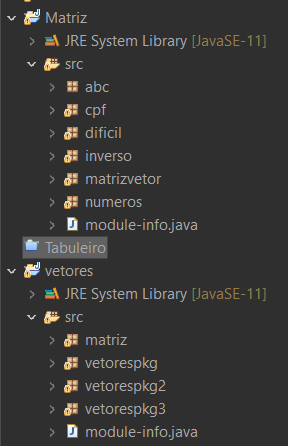 Matriz
JRE System Library [JavaSE-11]
src
abc
cpf
dificil
inverso
matrizvetor
numeros
module-info.java
Tabuleiro
vetores
JRE System Library [JavaSE-11]
src
matriz
vetorespkg
vetorespkg2
vetorespkg3
module-info.java